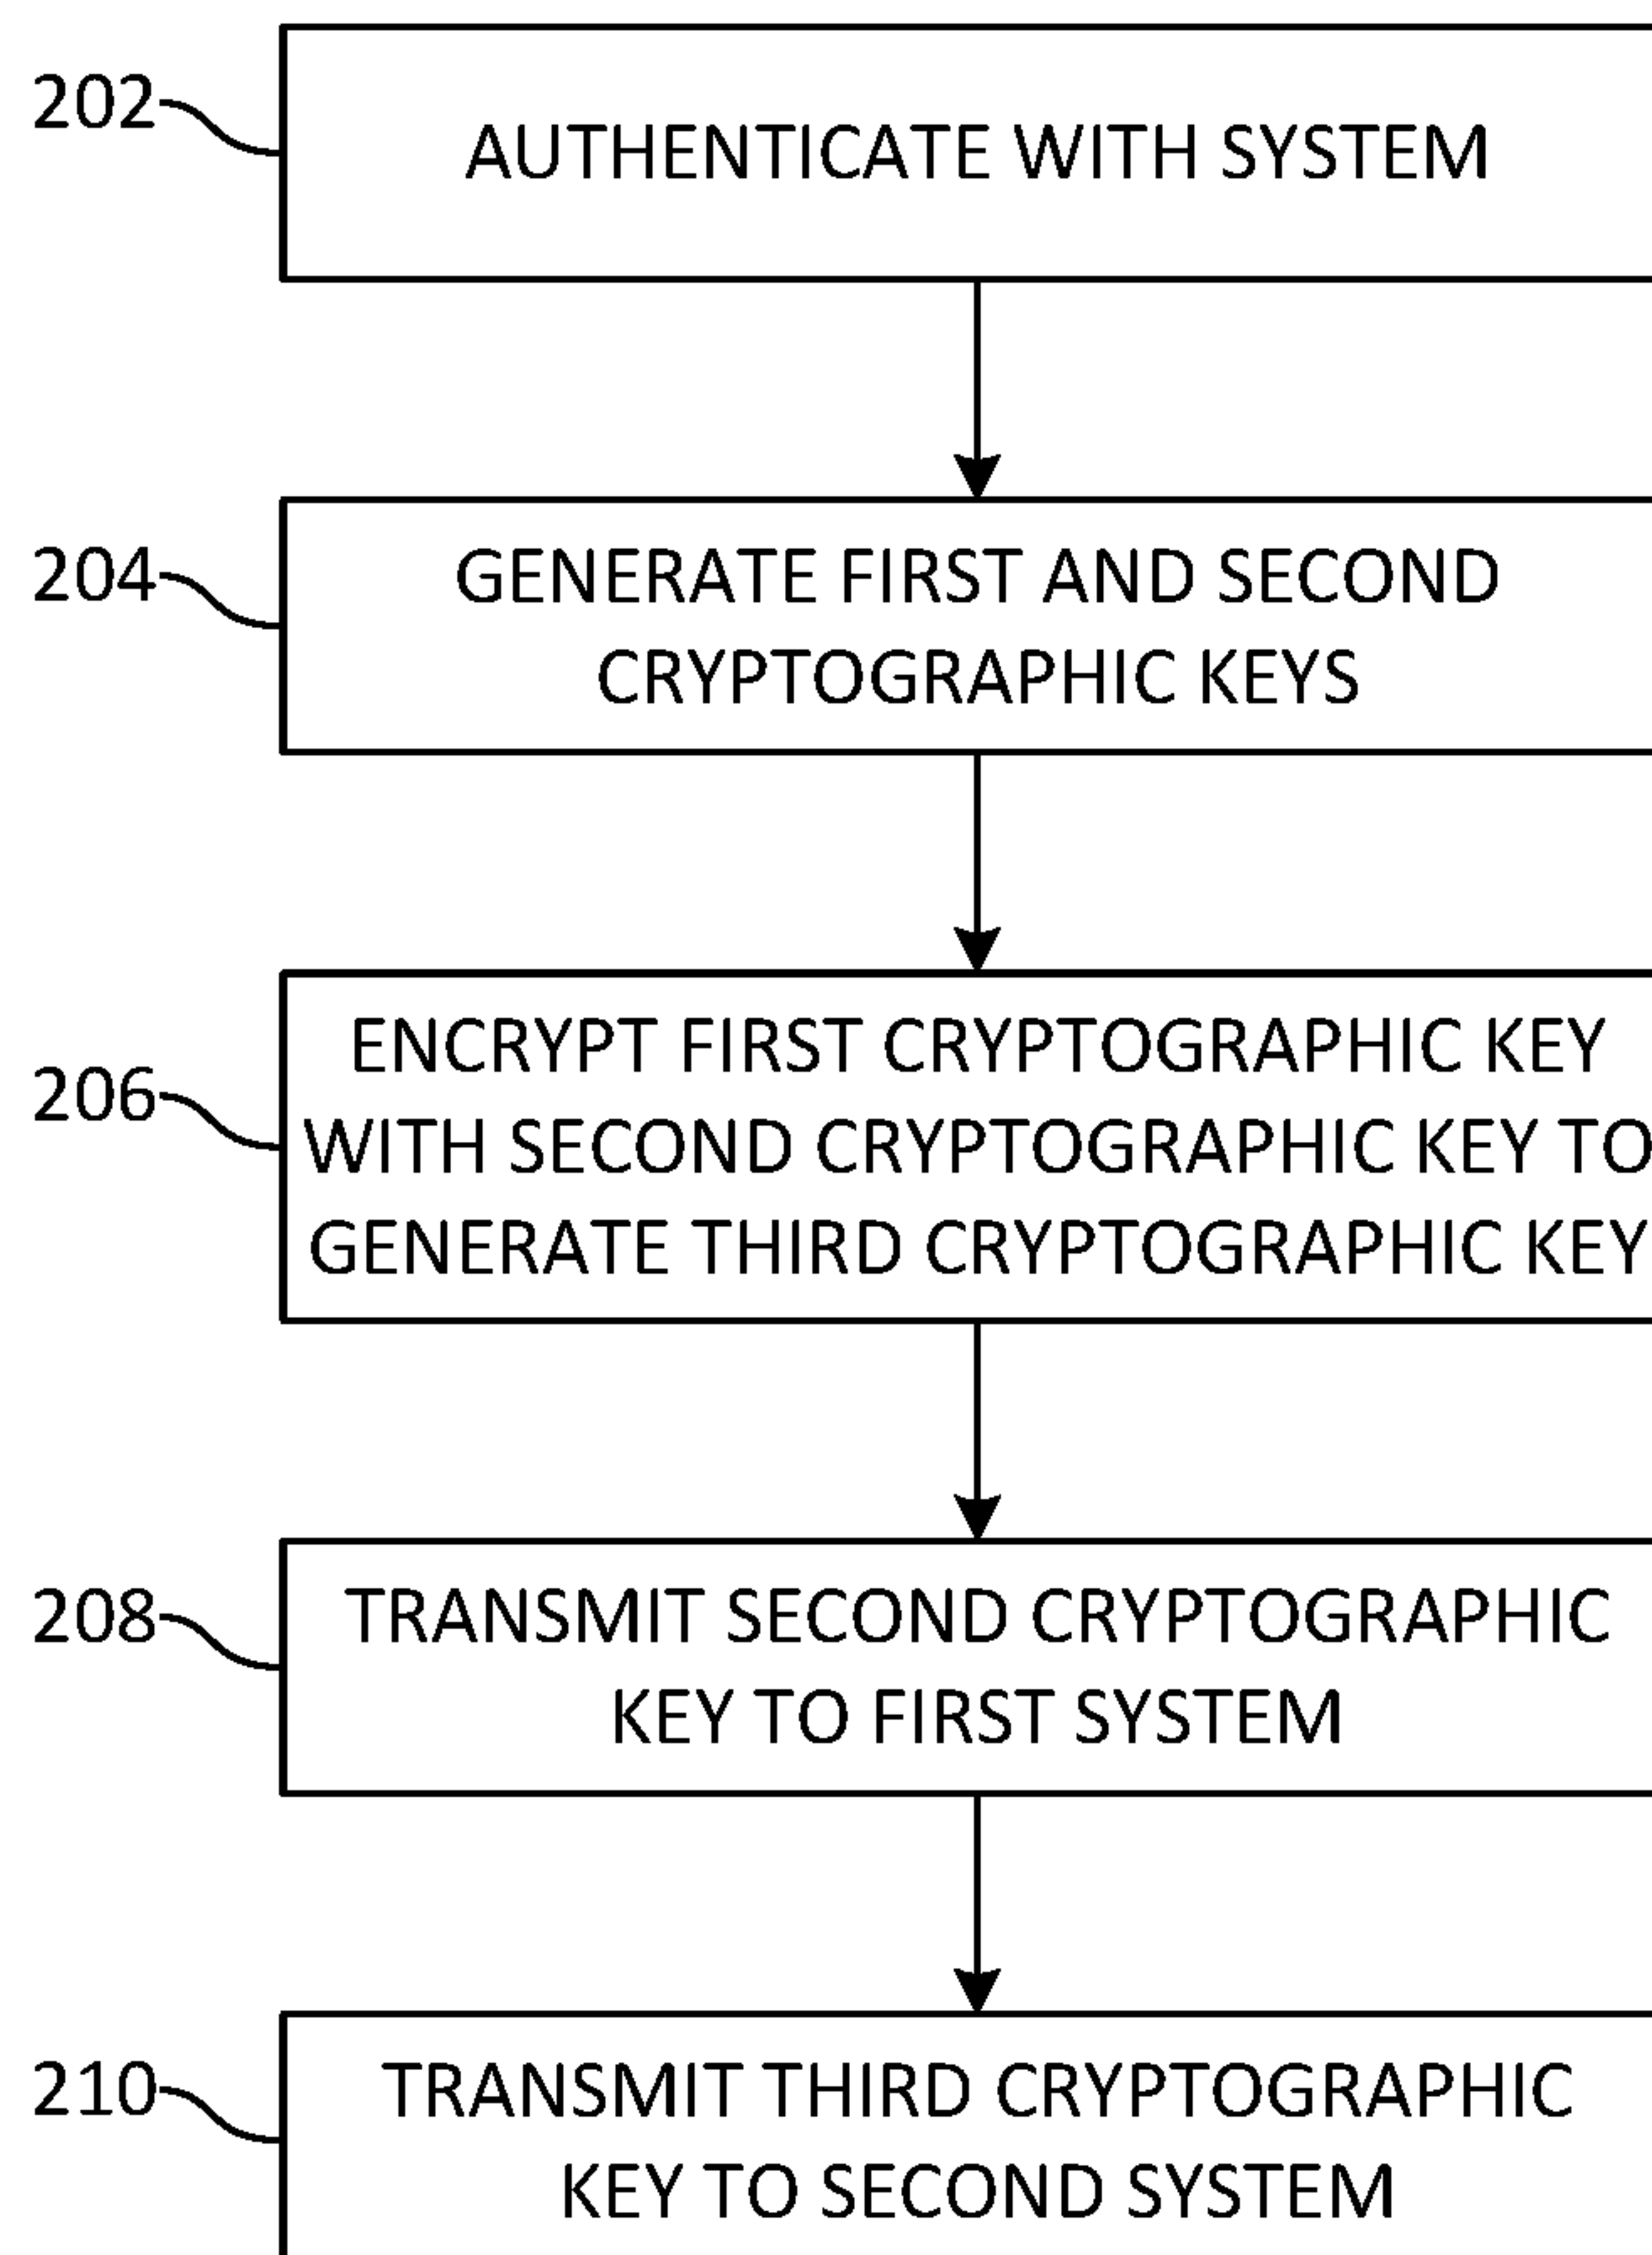 202
AUTHENTICATE WITH SYSTEM
204
GENERATE FIRST AND SECOND
CRYPTOGRAPHIC KEYS
206
ENCRYPT FIRST CRYPTOGRAPHIC KEY
WITH SECOND CRYPTOGRAPHIC KEY TO
GENERATE THIRD CRYPTOGRAPHIC KEY
208
TRANSMIT SECOND CRYPTOGRAPHIC
KEY TO FIRST SYSTEM
210
TRANSMIT THIRD CRYPTOGRAPHIC
KEY TO SECOND SYSTEM